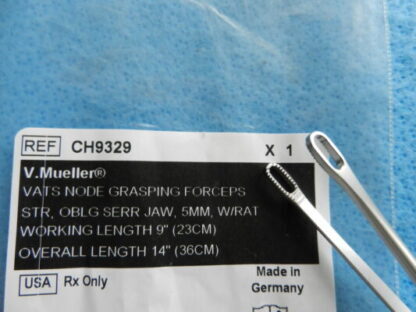 REF CH9329 X 1
V.Mueller®
VATS NODE GRASPING FORCEPS
STR, OBLG SERR JAW, 5MM, W/RAT
WORKING LENGTH 9" (23CM)
OVERALL LENGTH 14" (36CM)
USA Rx Only Made in
Germany